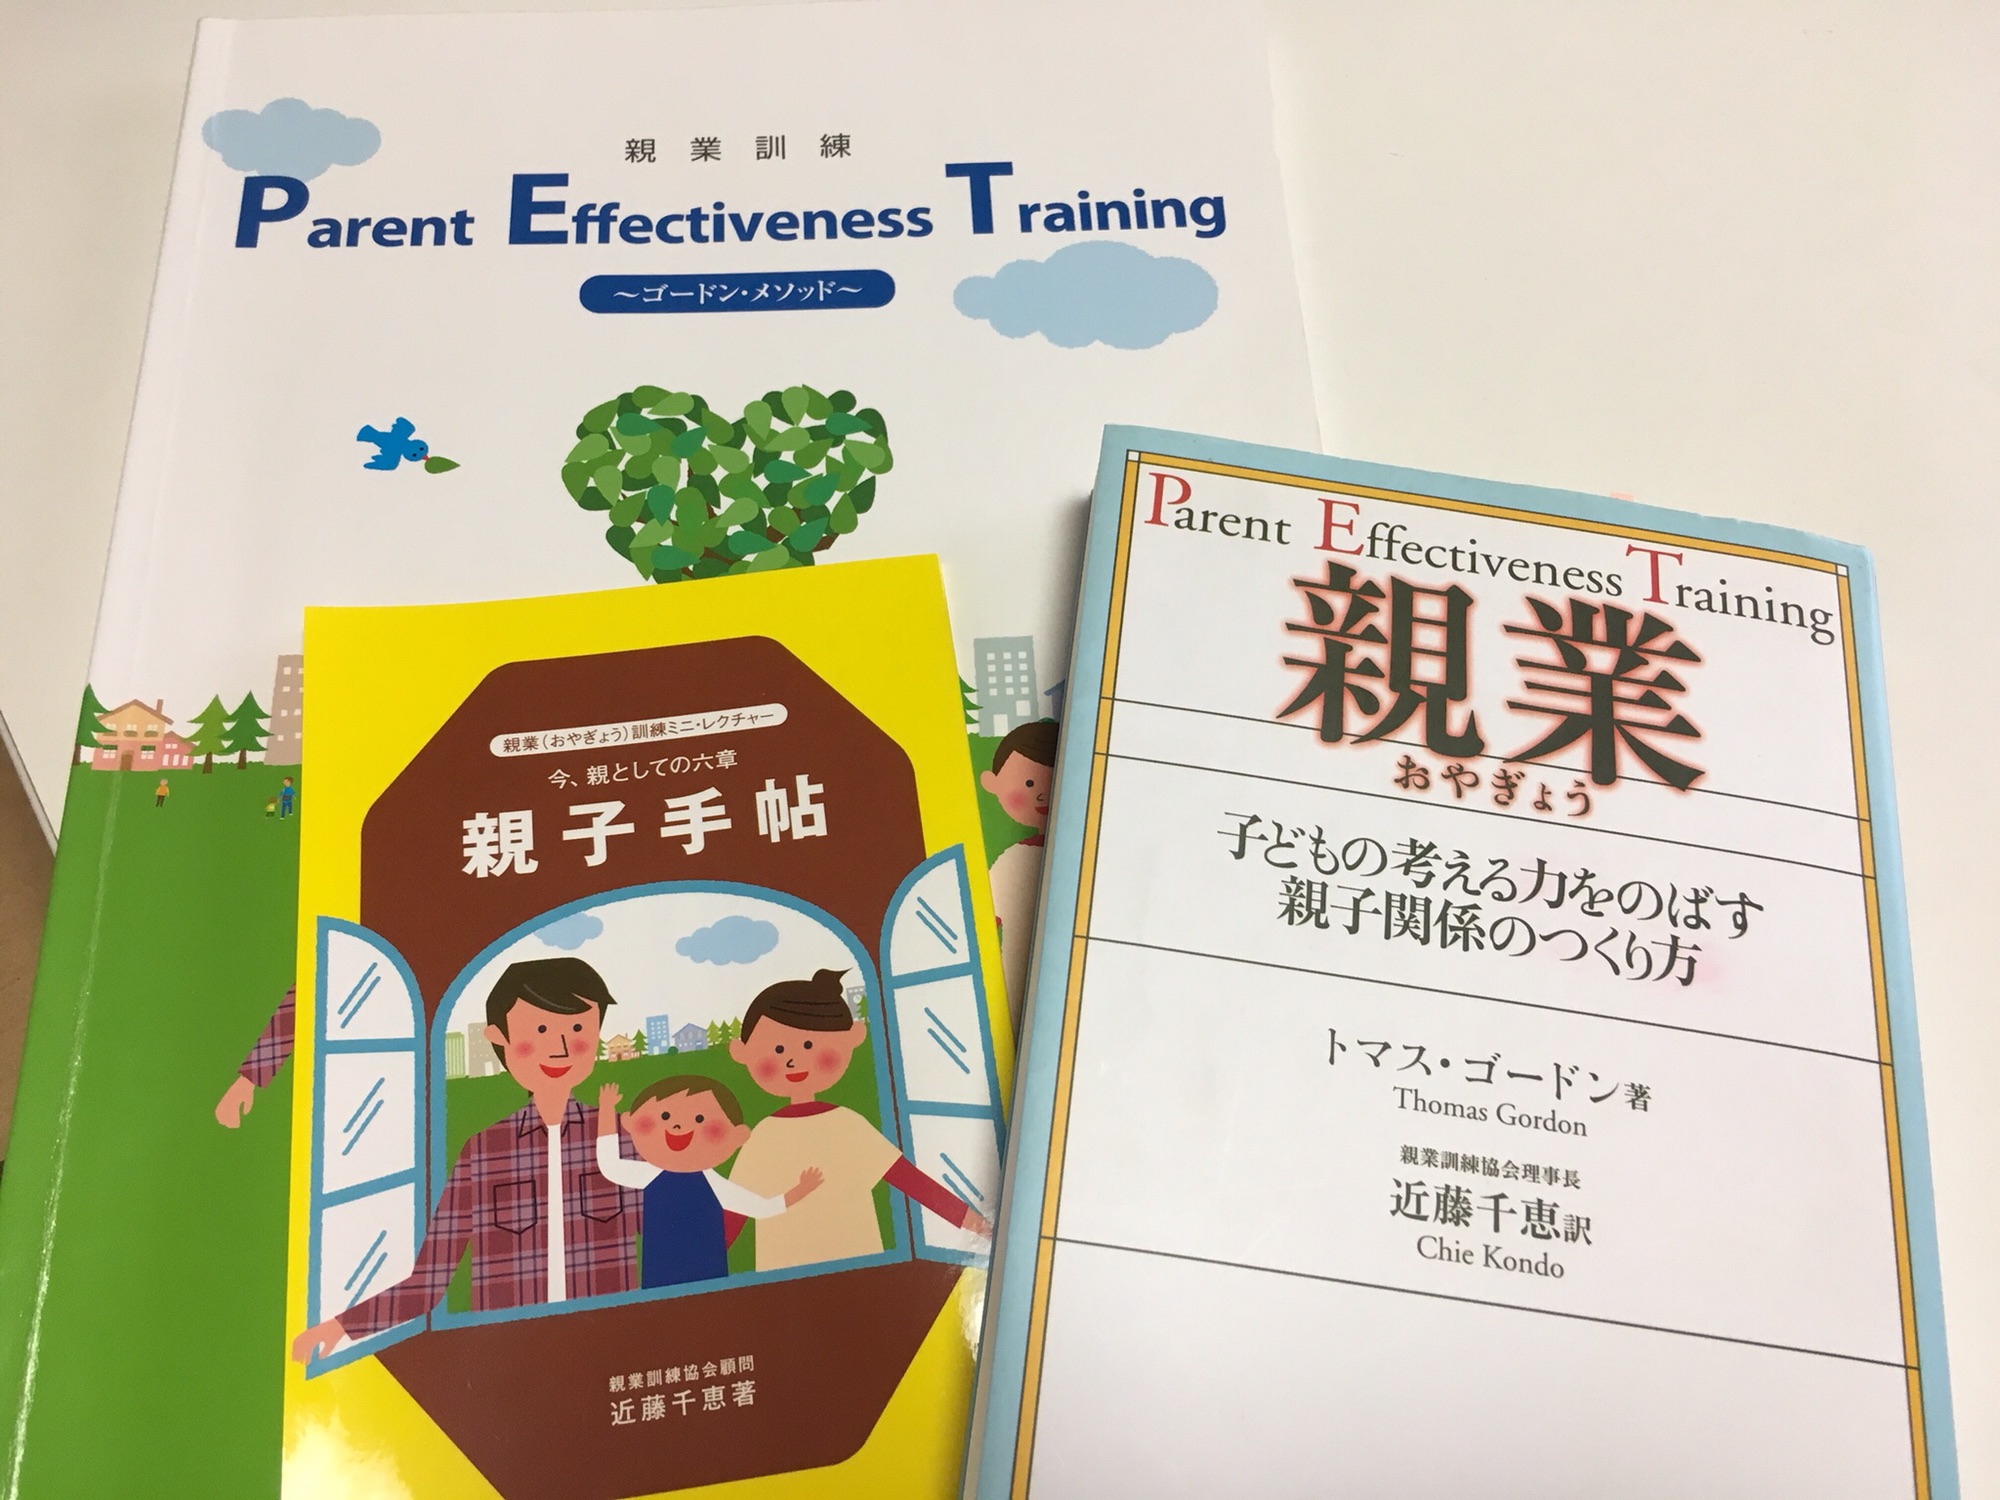 親業訓練
Parent Effectiveness Training
～ゴードン・メソッド～
親業（おやぎょう）訓練ミニ・レクチャー
今、親としての六章
親子手帖
親業訓練協会顧問
近藤千恵著
Parent Effectiveness Training
親業
おやぎょう
子どもの考える力をのばす
親子関係のつくり方
トマス・ゴードン著
Thomas Gordon
親業訓練協会理事長
近藤千恵訳
Chie Kondo